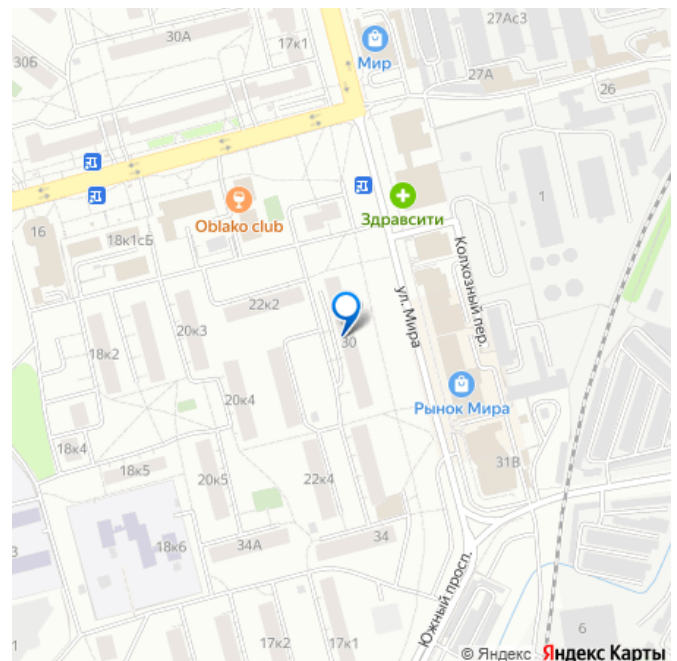 27Ас3
30А
17к1
Мир
30Б
27А
26
1
Oblako club
Здравсити
16
18к1сБ
Колхозный пер.
22к2
ул. Мира
20к3
30
18к2
20к4
Рынок Мира
18к4
31В
18к5
20к5
22к4
3
18к6
34А
34
Южный просп.
6
1
17к2
17к1
© Яндекс Яндекс Карты